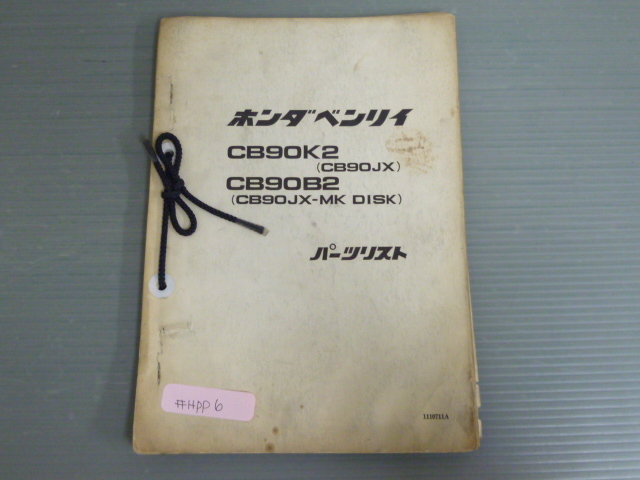 ホンダベンリイ
CB90K2
(CB90JX)
CB90B2
(CB90JX-MK DISK)
パーツリスト
#HPP6
1110711A